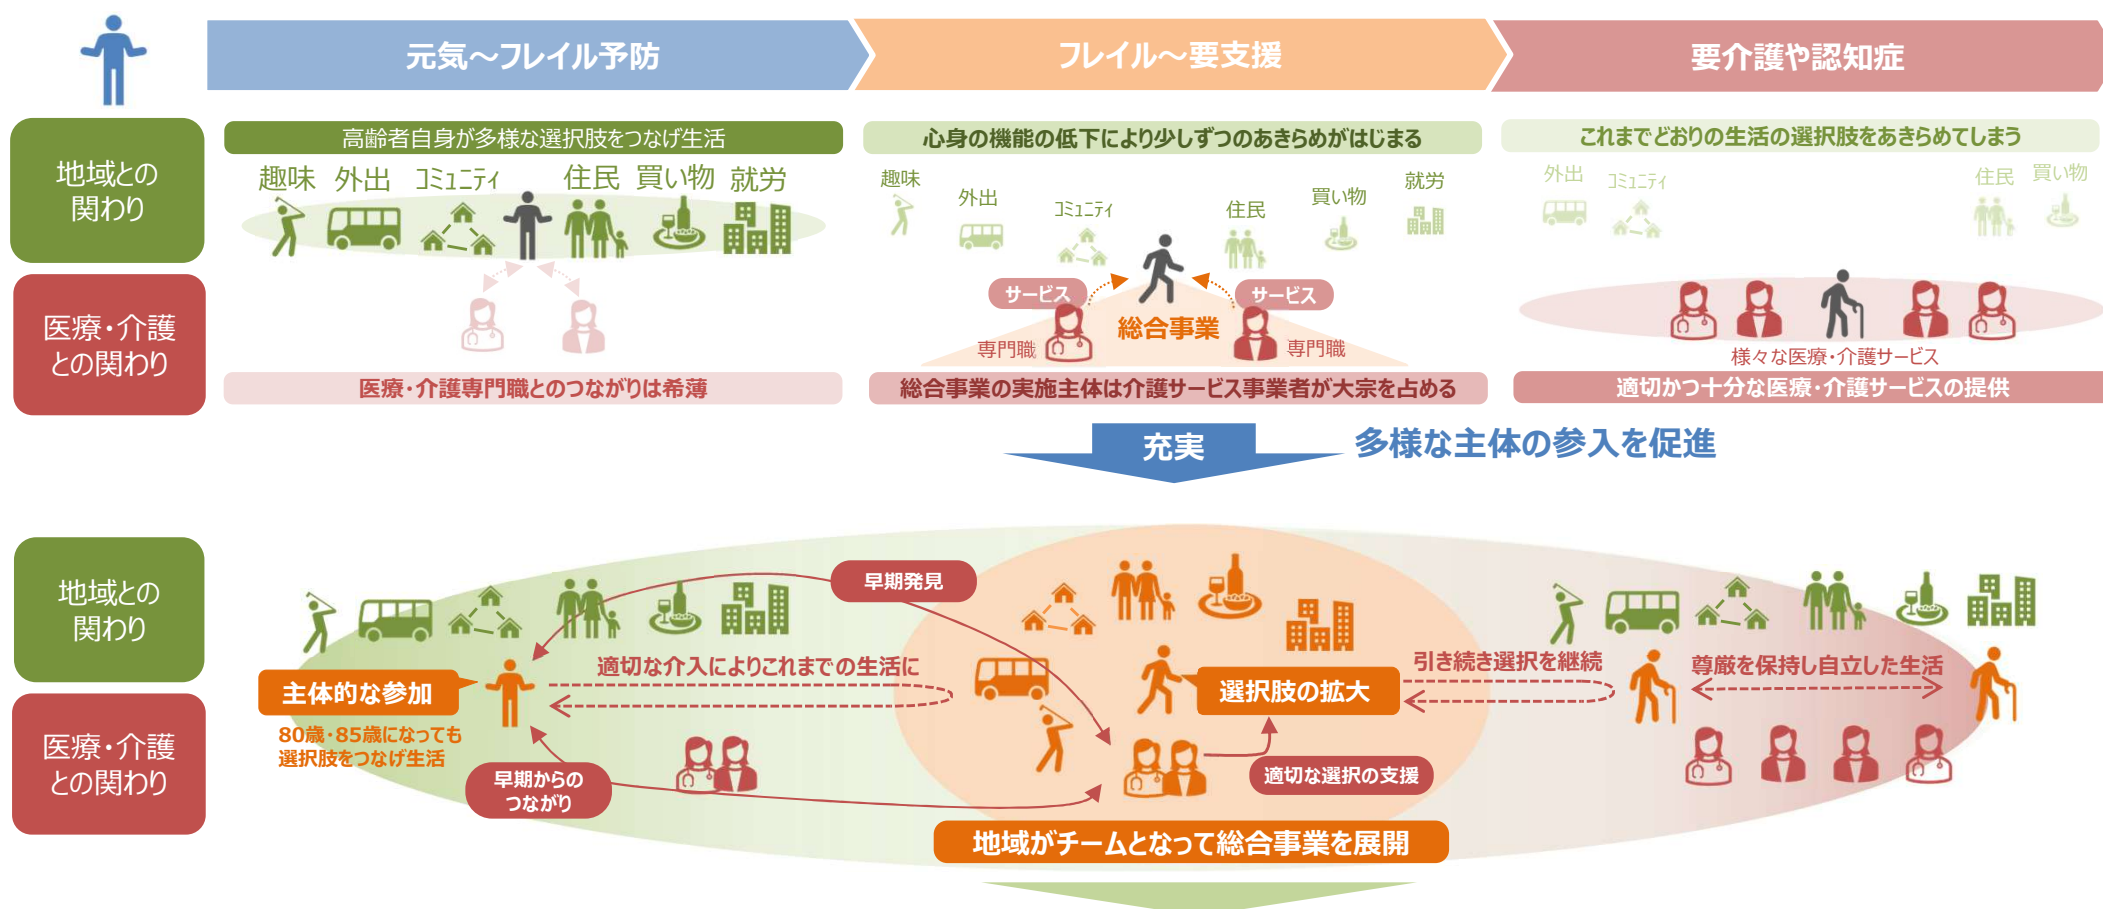 元気～フレイル予防
フレイル～要支援
要介護や認知症
地域との
関わり
高齢者自身が多様な選択肢をつなげ生活
趣味 外出 コミュニティ 住民 買い物 就労
心身の機能の低下により少しずつのあきらめがはじまる
趣味
外出
コミュニティ
住民
買い物
就労
これまでどおりの生活の選択肢をあきらめてしまう
外出
コミュニティ
住民
買い物
医療・介護
との関わり
医療・介護専門職とのつながりは希薄
サービス
サービス
総合事業
専門職
専門職
総合事業の実施主体は介護サービス事業者が大宗を占める
様々な医療・介護サービス
適切かつ十分な医療・介護サービスの提供
充実
多様な主体の参入を促進
地域との
関わり
医療・介護
との関わり
早期発見
適切な介入によりこれまでの生活に
主体的な参加
80歳・85歳になっても
選択肢をつなげ生活
早期からの
つながり
選択肢の拡大
適切な選択の支援
引き続き選択を継続
尊厳を保持し自立した生活
地域がチームとなって総合事業を展開